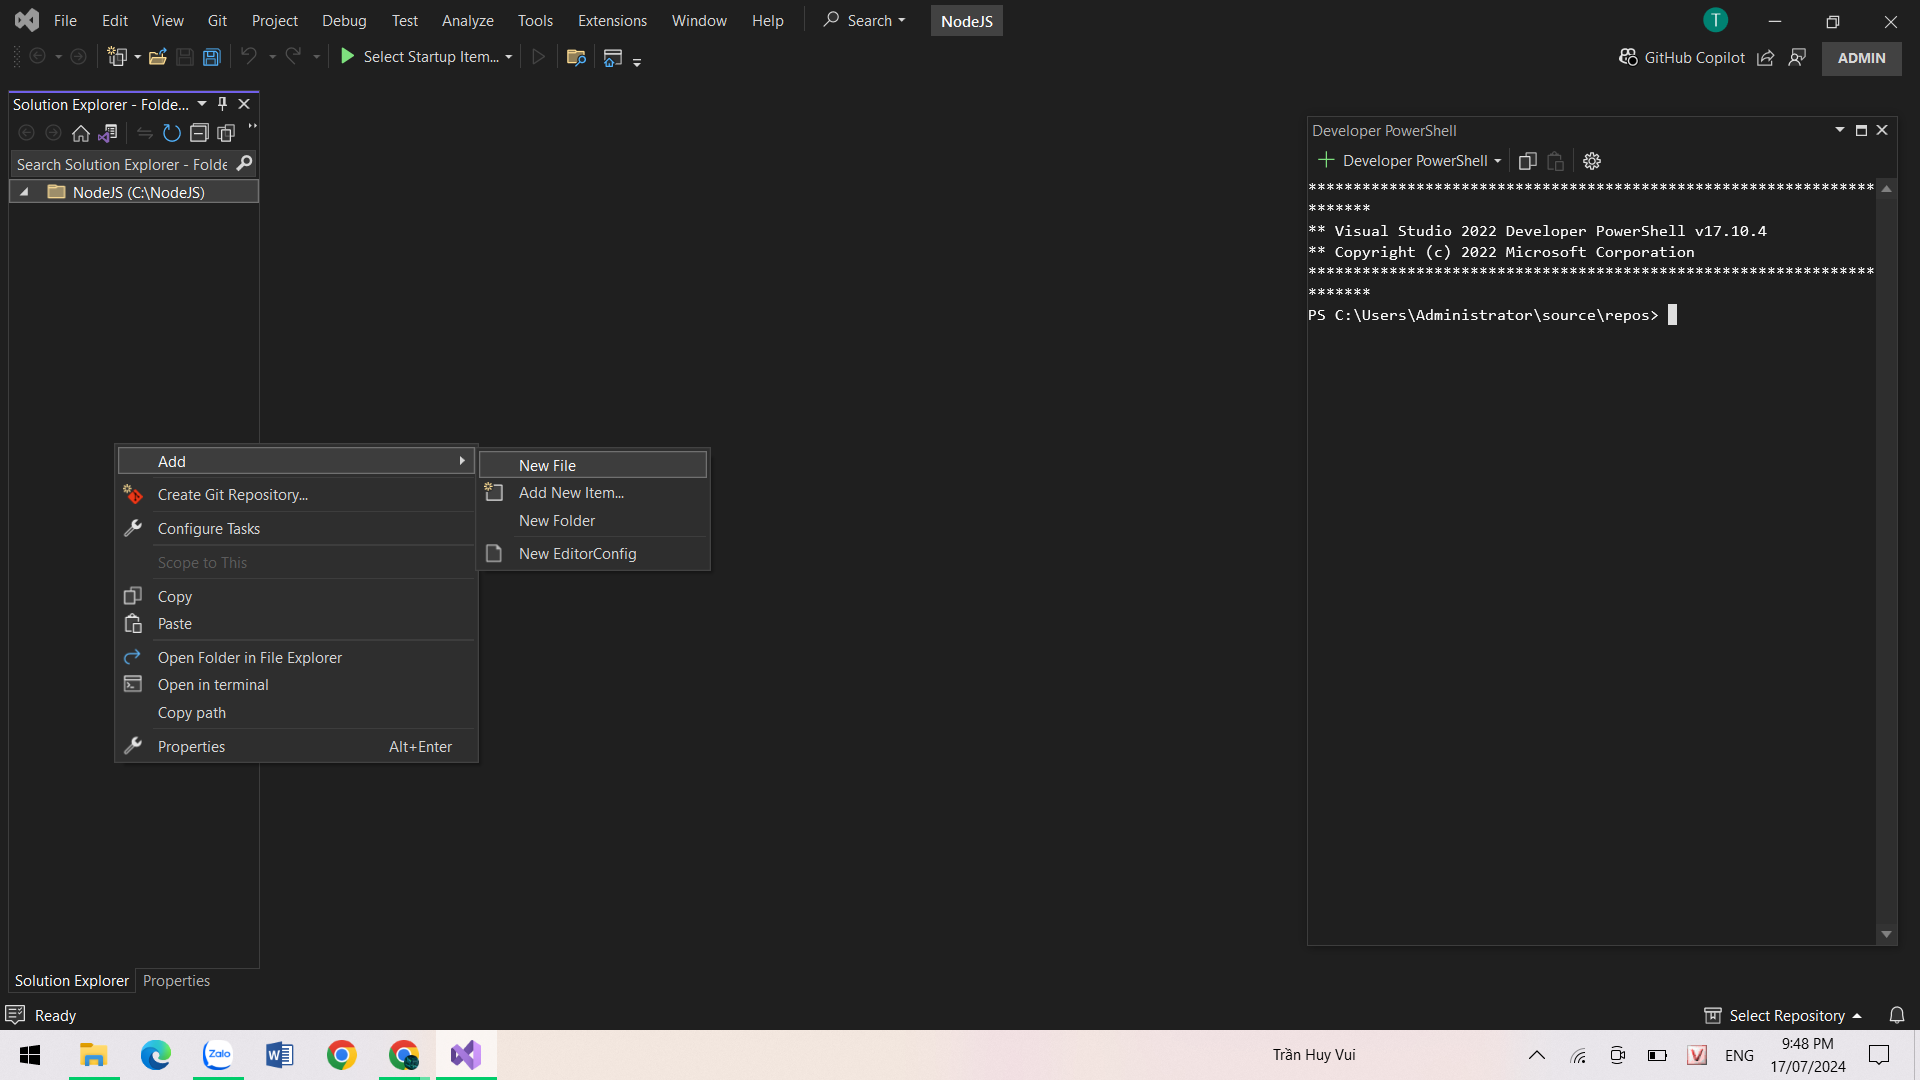 File Edit View Git Project Debug Test Analyze Tools Extensions Window Help Search NodeJS T
Select Startup Item... GitHub Copilot ADMIN
Solution Explorer - Folde...
Search Solution Explorer - Folde
NodeJS (C:\NodeJS)
Add
Create Git Repository...
Configure Tasks
Scope to This
Copy
Paste
Open Folder in File Explorer
Open in terminal
Copy path
Properties Alt+Enter
New File
Add New Item...
New Folder
New EditorConfig
Developer PowerShell
Developer PowerShell
***************************************************************
*******
** Visual Studio 2022 Developer PowerShell v17.10.4
** Copyright (c) 2022 Microsoft Corporation
***************************************************************
*******
PS C:\Users\Administrator\source\repos>
Solution Explorer Properties
Ready Select Repository
Zalo Trần Huy Vui V ENG 9:48 PM
17/07/2024